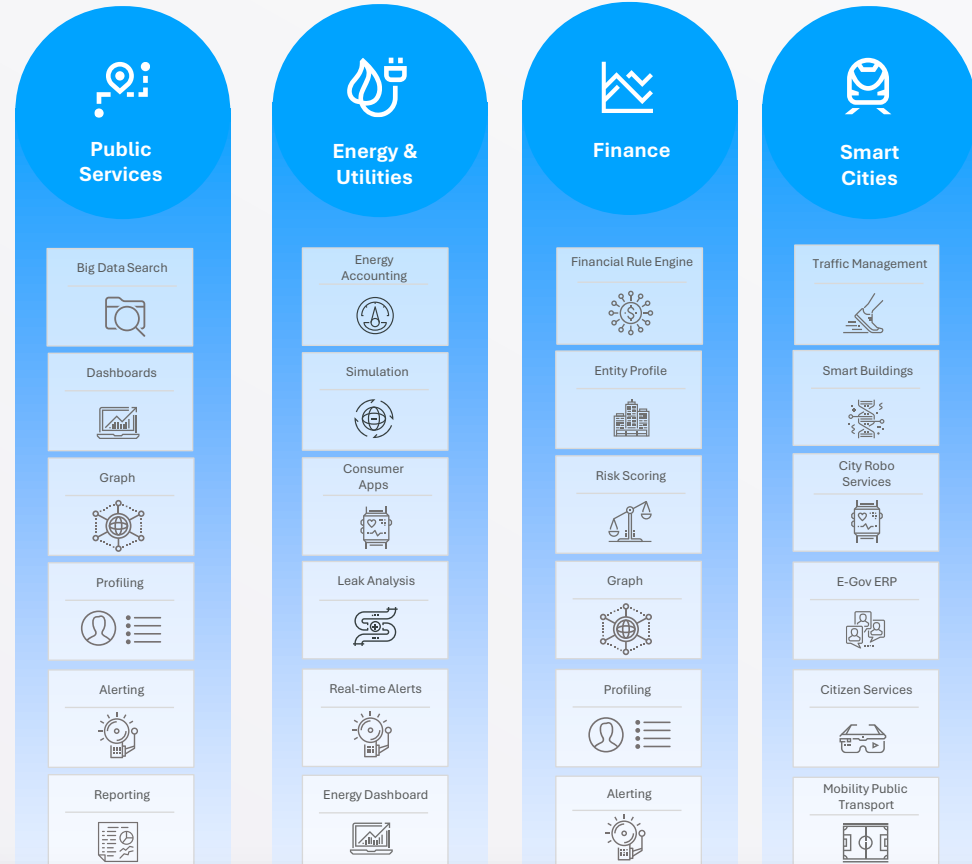 Public
Services
Big Data Search
Dashboards
Graph
Profiling
Alerting
Reporting
Energy &
Utilities
Energy
Accounting
Simulation
Consumer
Apps
Leak Analysis
Real-time Alerts
Energy Dashboard
Finance
Financial Rule Engine
Entity Profile
Risk Scoring
Graph
Profiling
Alerting
Smart
Cities
Traffic Management
Smart Buildings
City Robo
Services
E-Gov ERP
Citizen Services
Mobility Public
Transport